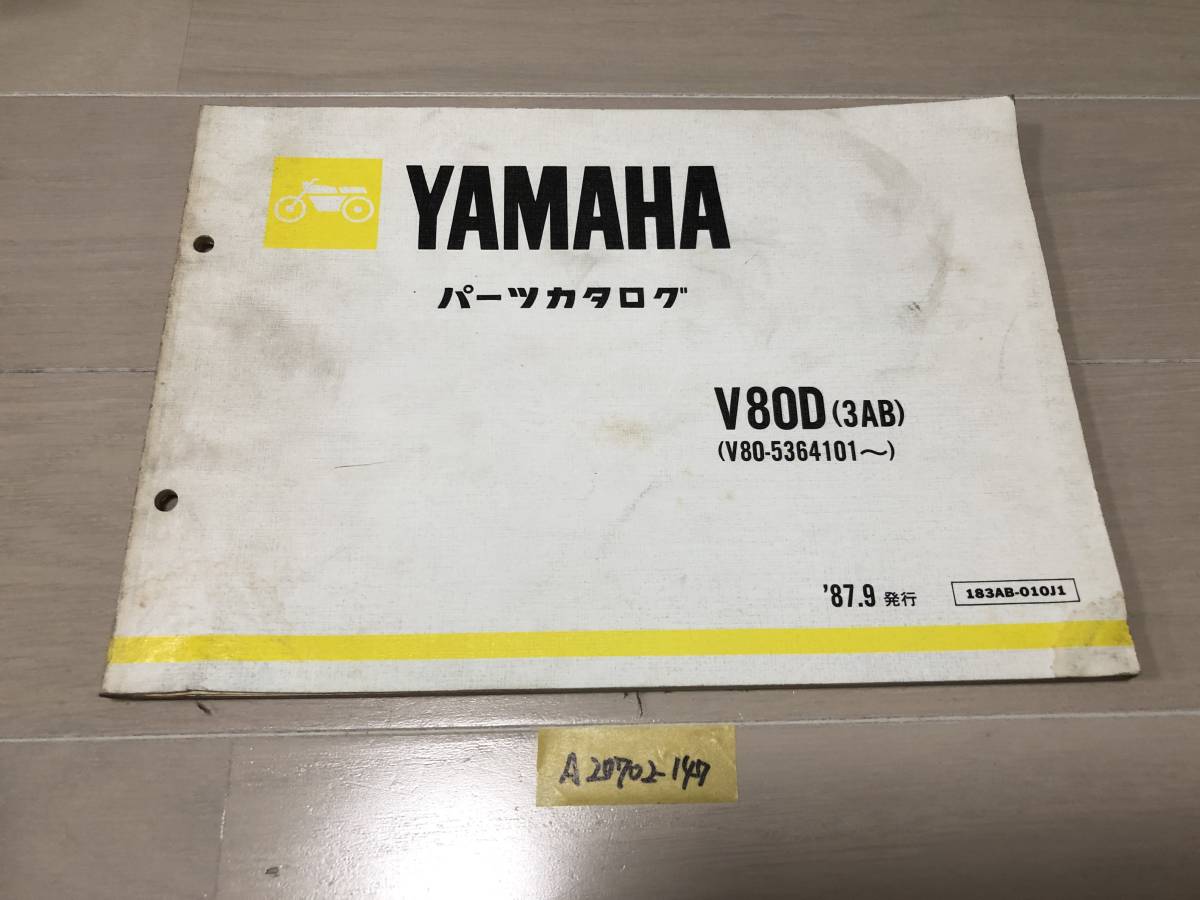 YAMAHA
パーツカタログ
V80D (3AB)
(V80-5364101〜)
'87.9 発行
183AB-010J1
A20702-147